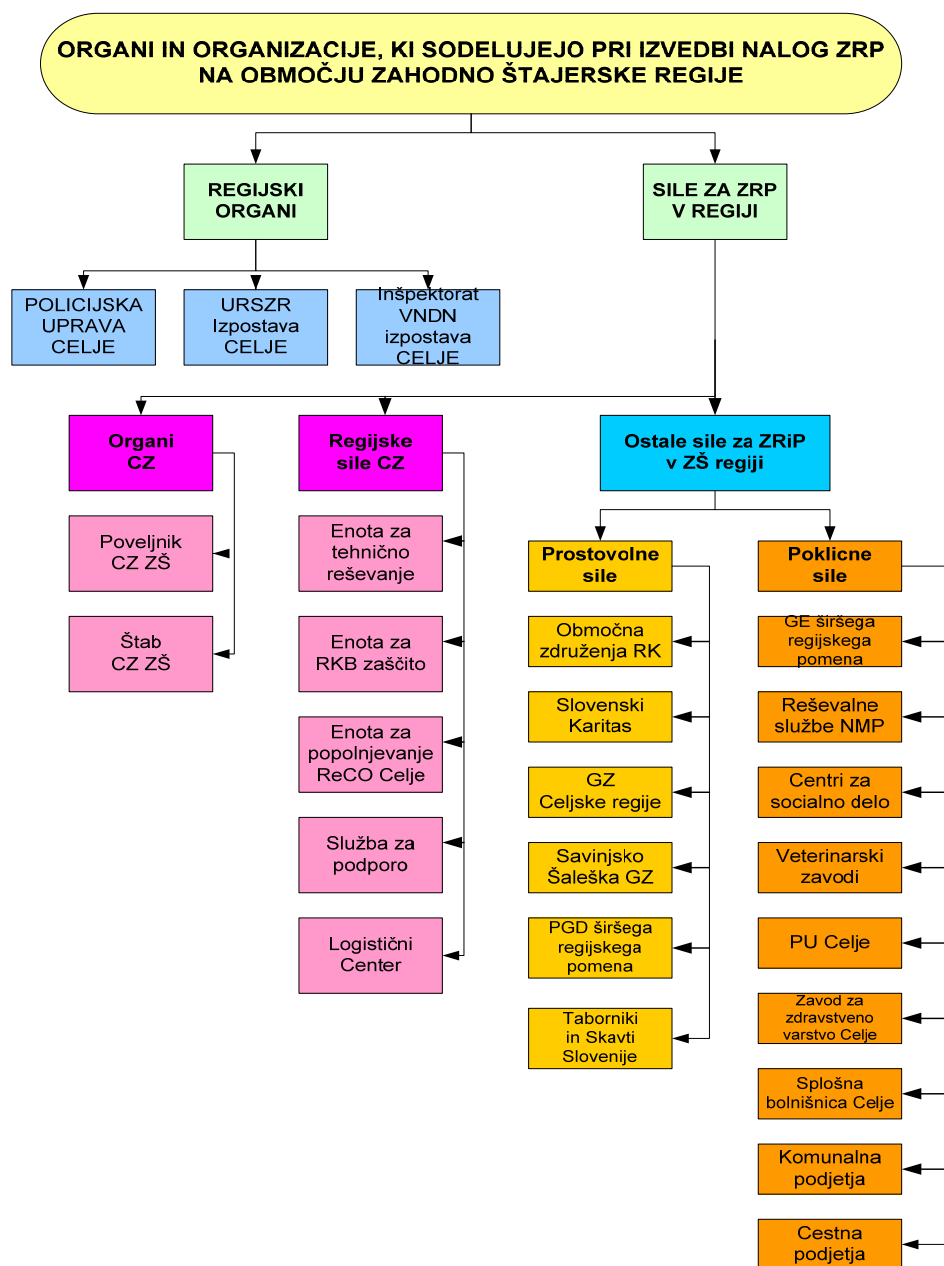 ORGANI IN ORGANIZACIJE, KI SODELUJEJO PRI IZVEDBI NALOG ZRP
NA OBMOČJU ZAHODNO ŠTAJERSKE REGIJE
REGIJSKI
ORGANI
SILE ZA ZRP
V REGIJI
POLICIJSKA
UPRAVA
CELJE
URSZR
Izpostava
CELJE
Inšpektorat
VNDN
izpostava
CELJE
Organi
CZ
Poveljnik
CZ ZŠ
Štab
CZ ZŠ
Regijske
sile CZ
Enota za
tehnično
reševanje
Enota za
RKB zaščito
Enota za
popolnjevanje
ReCO Celje
Služba za
podporo
Logistični
Center
Ostale sile za ZRiP
v ZŠ regiji
Prostovolne
sile
Območna
združenja RK
Slovenski
Karitas
GZ
Celjske regije
Savinjsko
Šaleška GZ
PGD širšega
regijskega
pomena
Taborniki
in Skavti
Slovenije
Poklicne
sile
GE širšega
regijskega
pomena
Reševalne
službe NMP
Centri za
socialno delo
Veterinarski
zavodi
PU Celje
Zavod za
zdravstveno
varstvo Celje
Splošna
bolnišnica Celje
Komunalna
podjetja
Cestna
podjetja